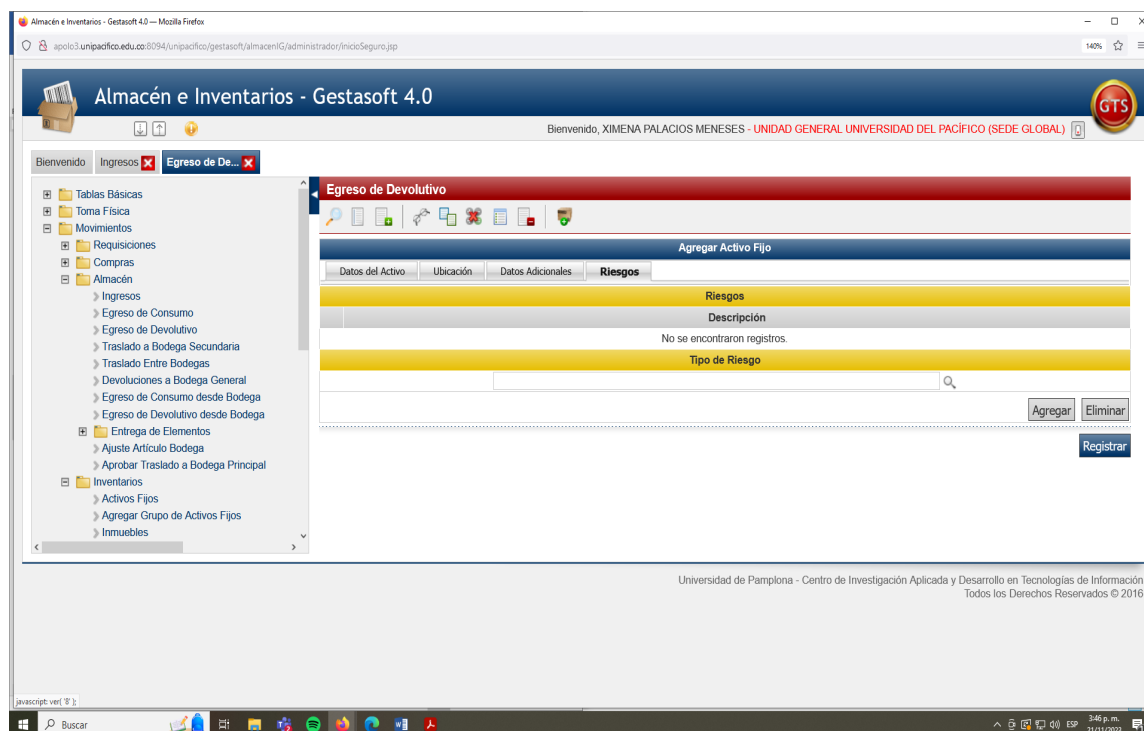 Almacén e Inventarios - Gestasoft 4.0 — Mozilla Firefox
apolo3.unipacifico.edu.co:8094/unipacifico/gestasoft/almacenIG/administrador/inicioSeguro.jsp
140%
Almacén e Inventarios - Gestasoft 4.0
GTS
Bienvenido, XIMENA PALACIOS MENESES - UNIDAD GENERAL UNIVERSIDAD DEL PACÍFICO (SEDE GLOBAL)
Bienvenido
Ingresos
Egreso de De...
Tablas Básicas
Toma Física
Movimientos
Requisiciones
Compras
Almacén
Ingresos
Egreso de Consumo
Egreso de Devolutivo
Traslado a Bodega Secundaria
Traslado Entre Bodegas
Devoluciones a Bodega General
Egreso de Consumo desde Bodega
Egreso de Devolutivo desde Bodega
Entrega de Elementos
Ajuste Artículo Bodega
Aprobar Traslado a Bodega Principal
Inventarios
Activos Fijos
Agregar Grupo de Activos Fijos
Inmuebles
Egreso de Devolutivo
Agregar Activo Fijo
Datos del Activo
Ubicación
Datos Adicionales
Riesgos
Riesgos
Descripción
No se encontraron registros.
Tipo de Riesgo
Agregar
Eliminar
Registrar
Universidad de Pamplona - Centro de Investigación Aplicada y Desarrollo en Tecnologías de Información
Todos los Derechos Reservados © 2016
javascript: ver( '8' );
Buscar
ESP
3:46 p. m.
21/11/2023